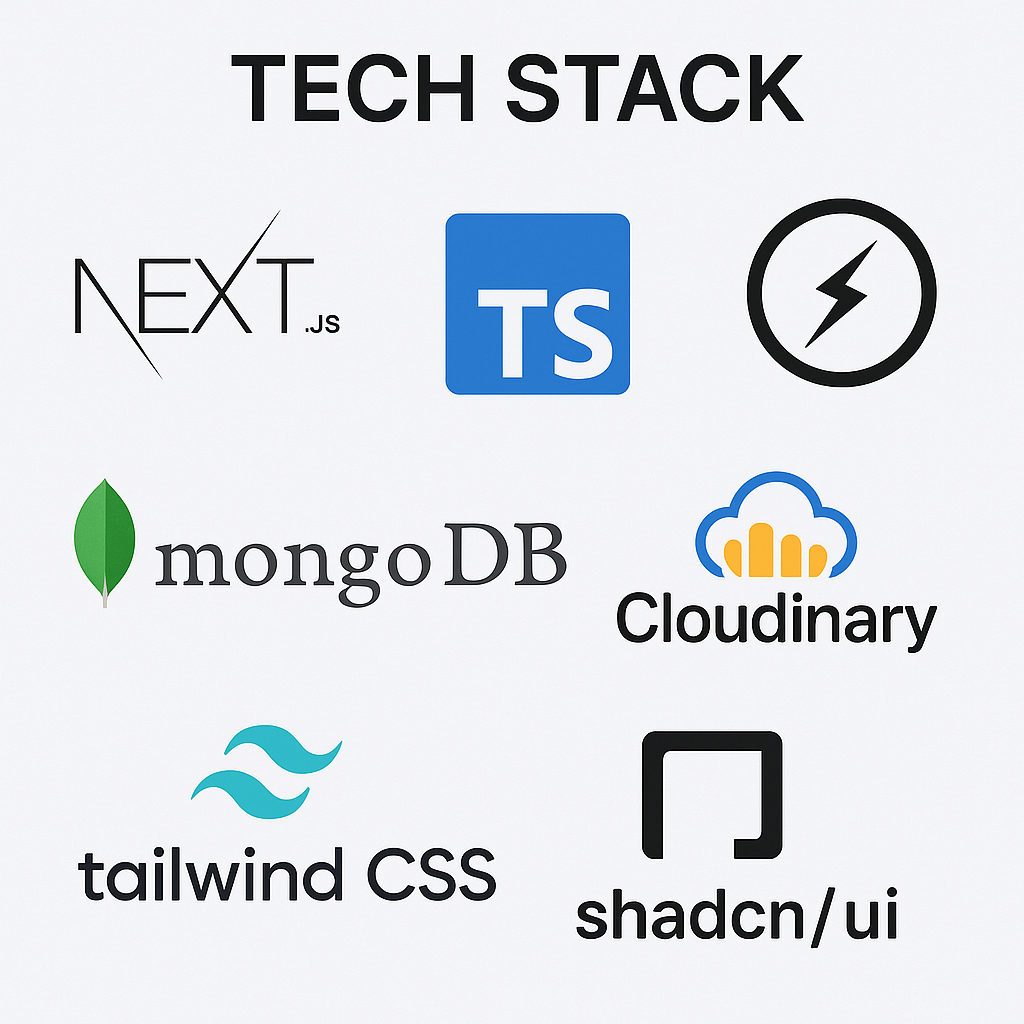 TECH STACK
NEXT.JS
TS
mongoDB
Cloudinary
tailwind CSS
shadcn/ui